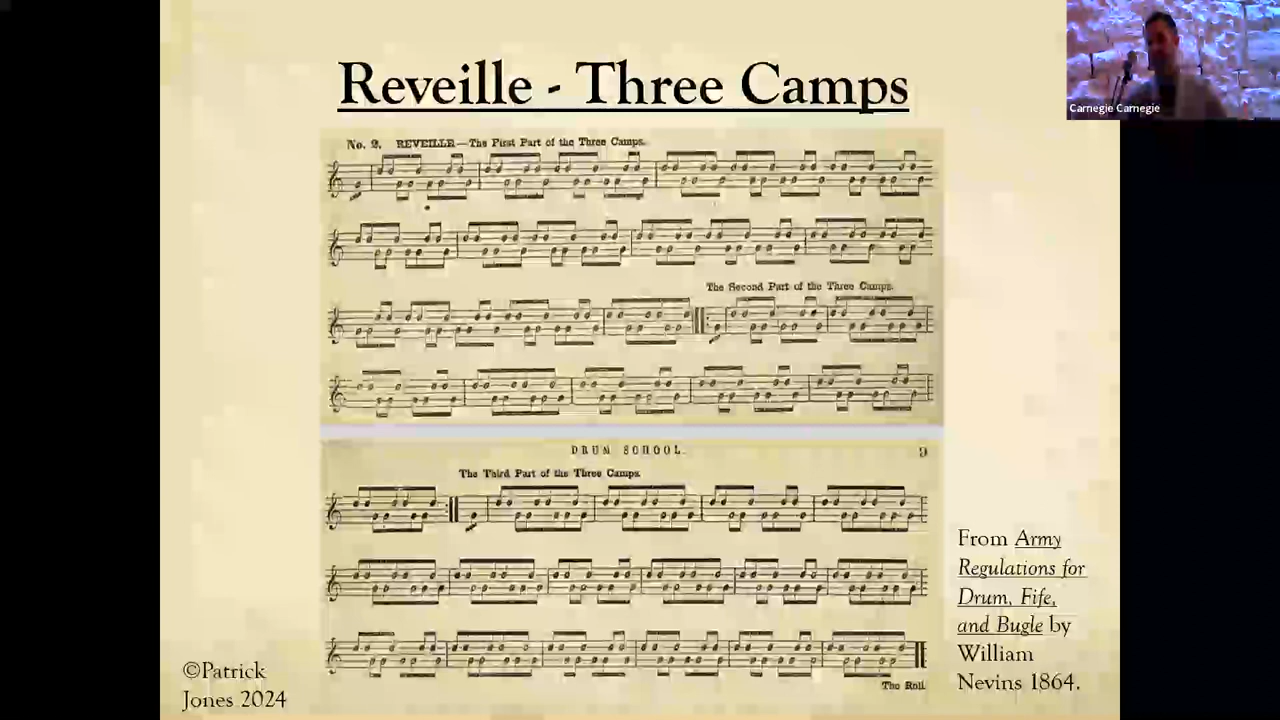 Reveille - Three Camps
Carnegie Carnegie
No. 2. REVEILLE—The First Part of the Three Camps.
The Second Part of the Three Camps.
DRUM SCHOOL. 9
The Third Part of the Three Camps.
The Roll.
From Army
Regulations for
Drum, Fife,
and Bugle by
William
Nevins 1864.
©Patrick
Jones 2024